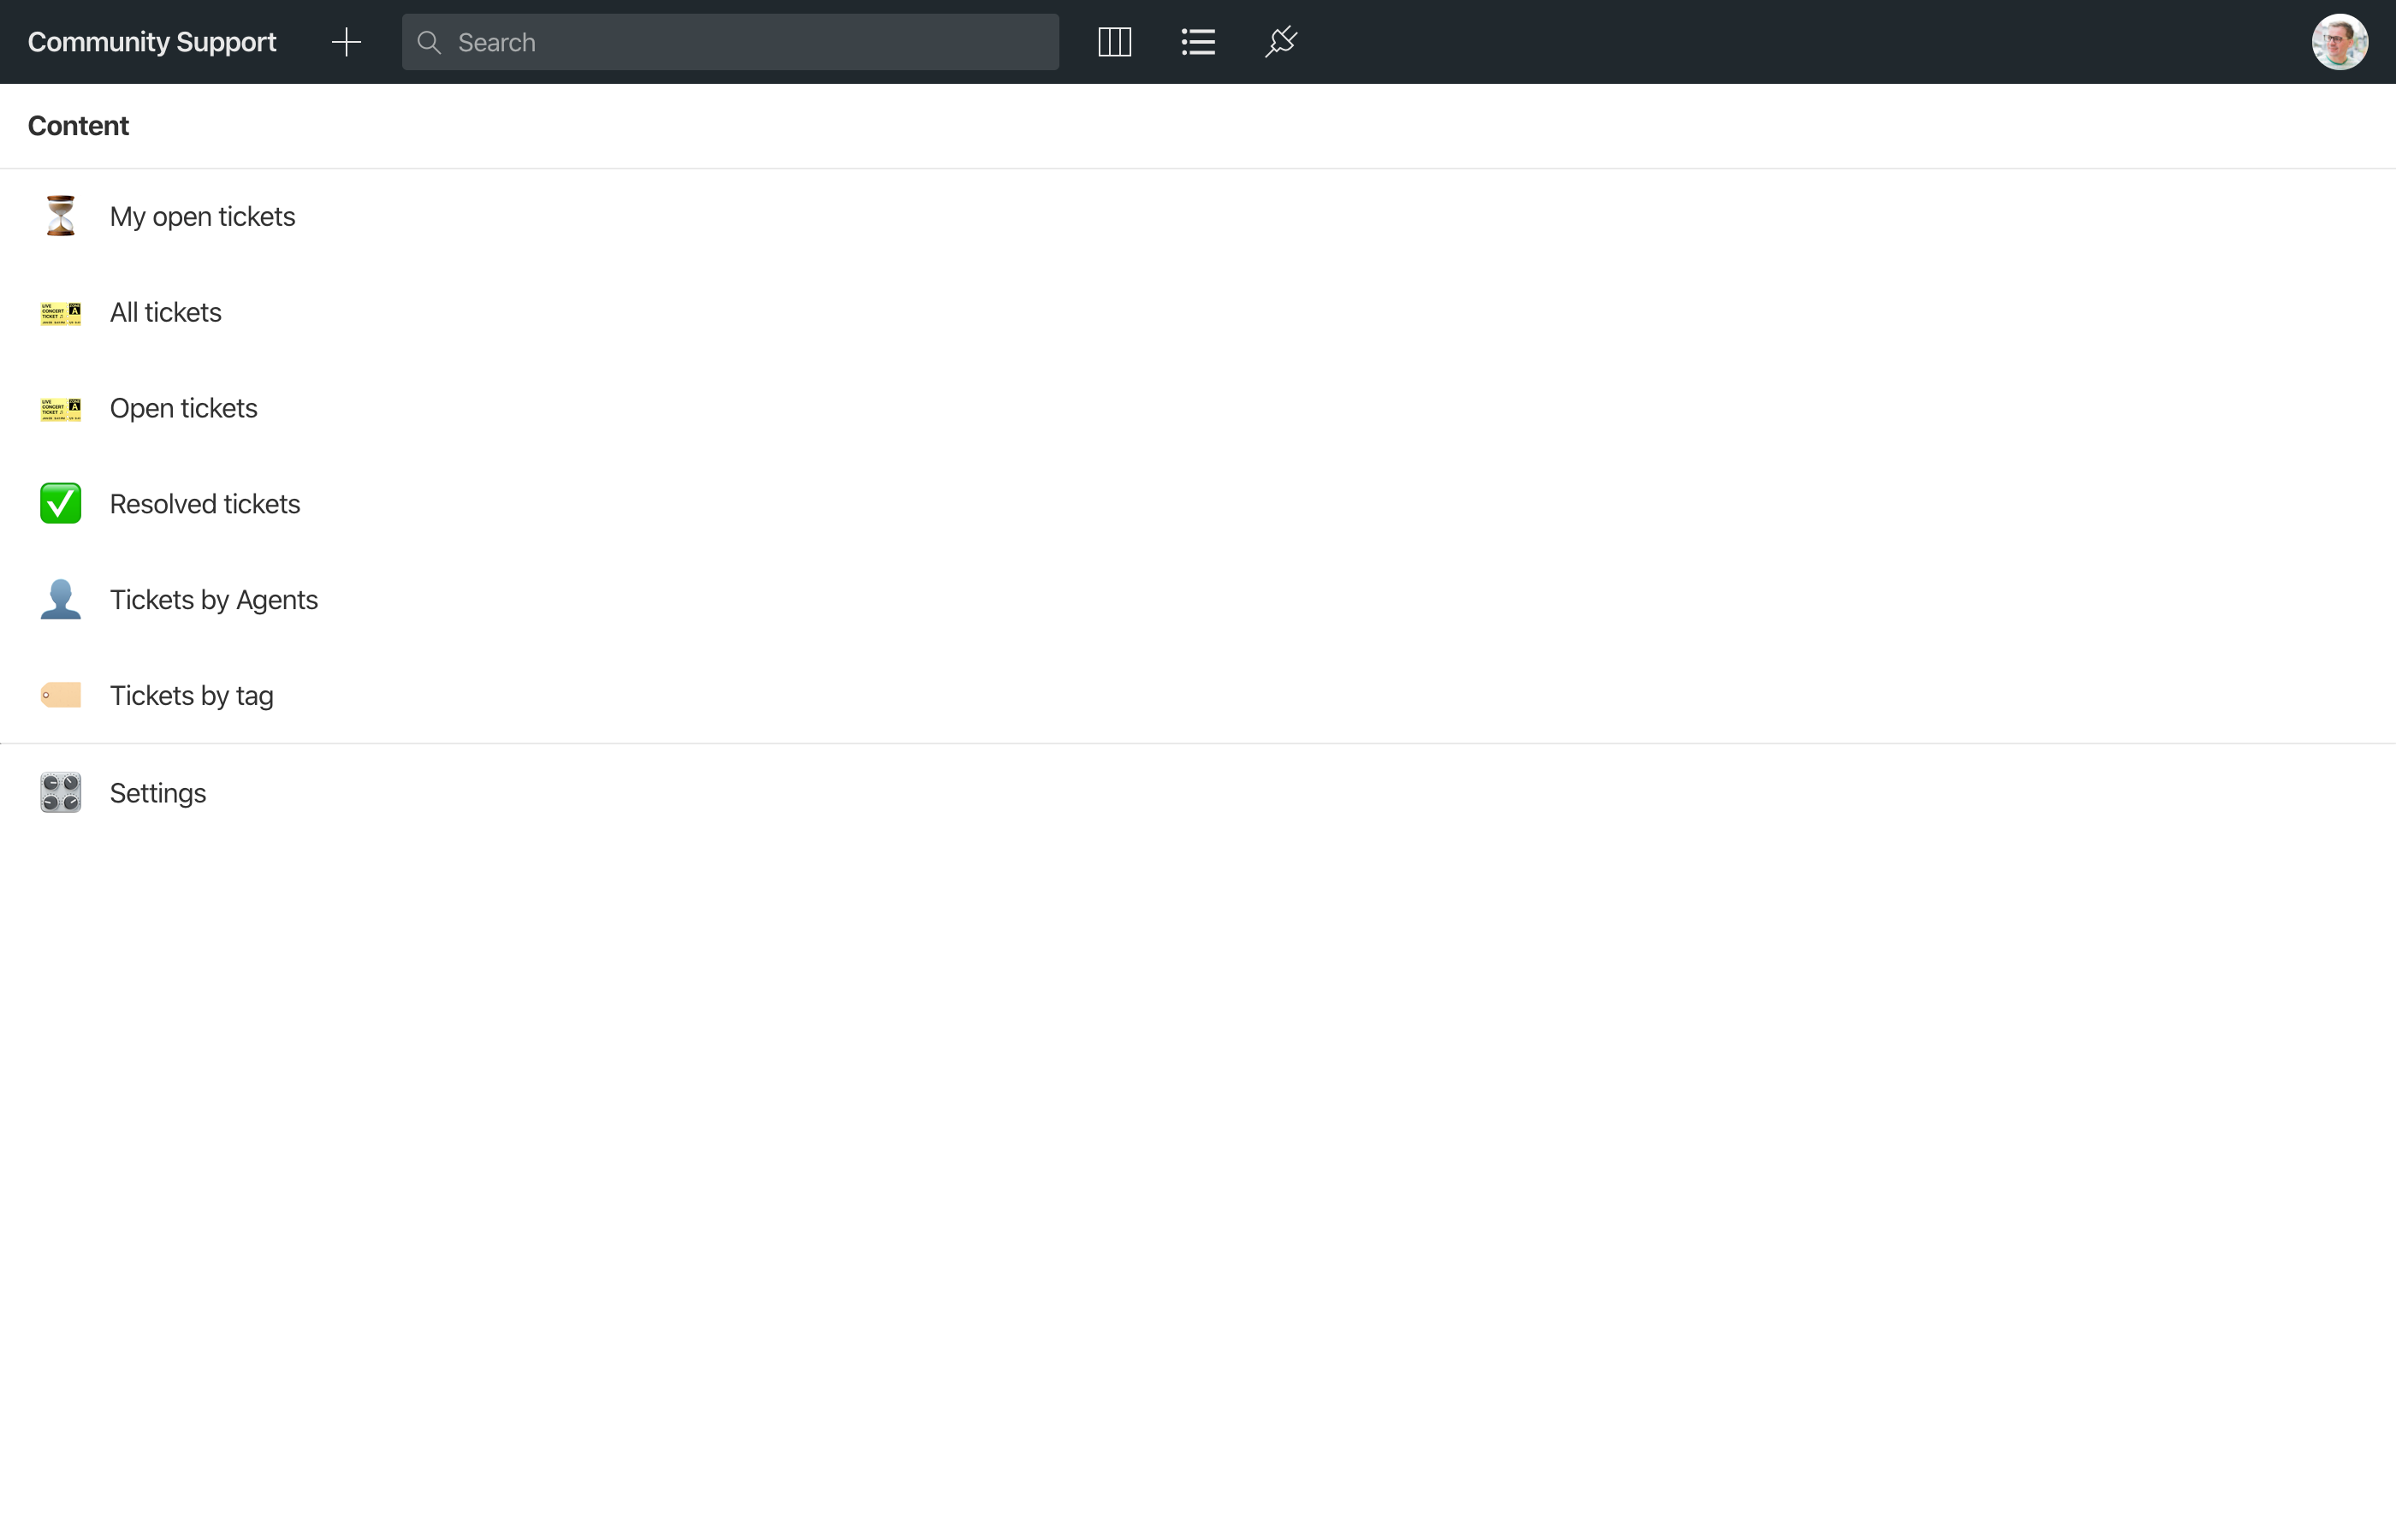 Community Support
Search
Content
My open tickets
All tickets
Open tickets
Resolved tickets
Tickets by Agents
Tickets by tag
Settings